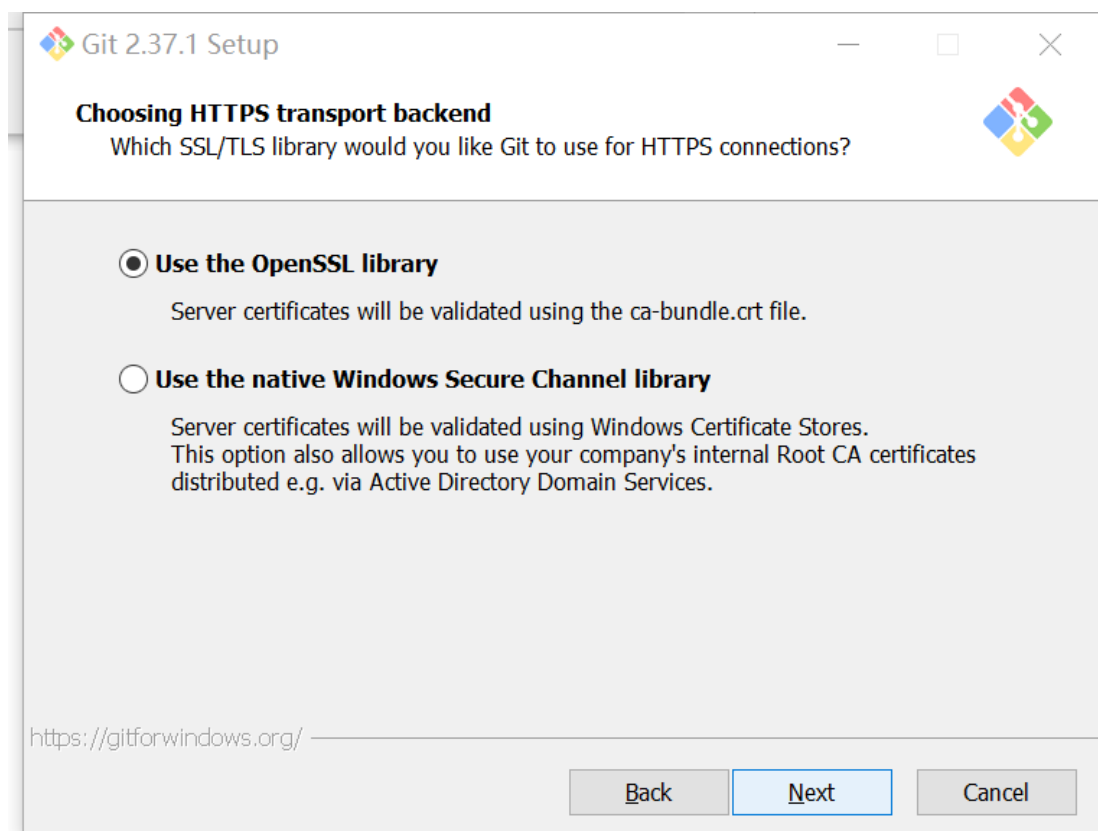 Git 2.37.1 Setup
Choosing HTTPS transport backend
Which SSL/TLS library would you like Git to use for HTTPS connections?
Use the OpenSSL library
Server certificates will be validated using the ca-bundle.crt file.
Use the native Windows Secure Channel library
Server certificates will be validated using Windows Certificate Stores.
This option also allows you to use your company's internal Root CA certificates
distributed e.g. via Active Directory Domain Services.
https://gitforwindows.org/
Back
Next
Cancel